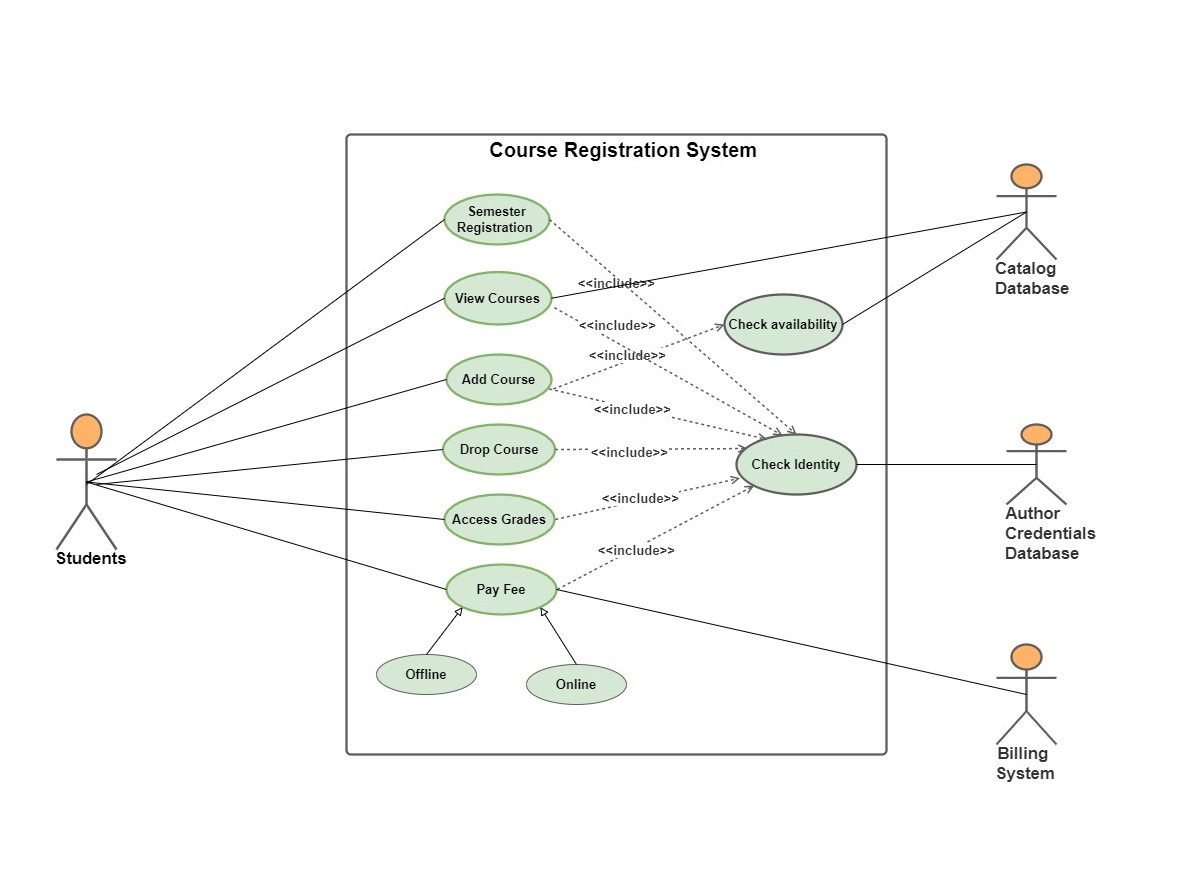 Course Registration System
Semester
Registration
View Courses
<<include>>
Catalog
Database
<<include>>
Check availability
<<include>>
Add Course
<<include>>
Drop Course
<<include>>
Check Identity
<<include>>
Access Grades
Author
Credentials
Database
Students
<<include>>
Pay Fee
Offline
Online
Billing
System